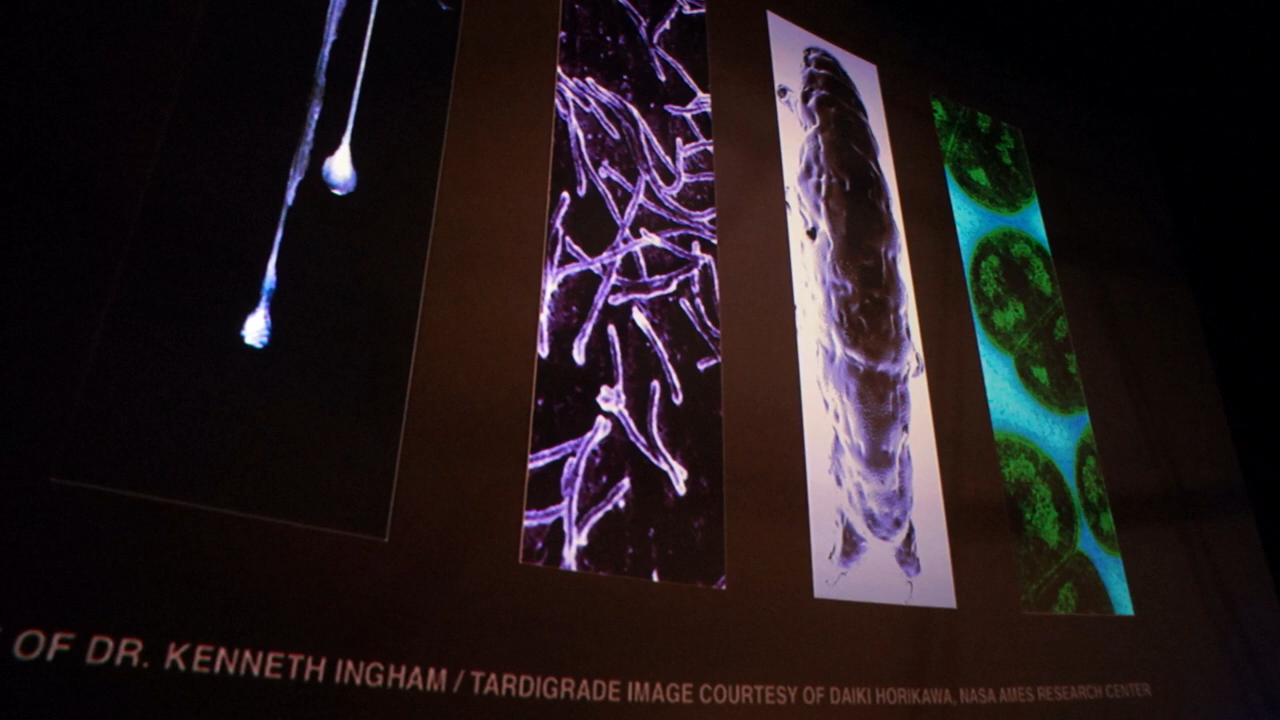 OF DR. KENNETH INGHAM / TARDIGRADE IMAGE COURTESY OF DAIKI HORIKAWA, NASA AMES RESEARCH CENTER